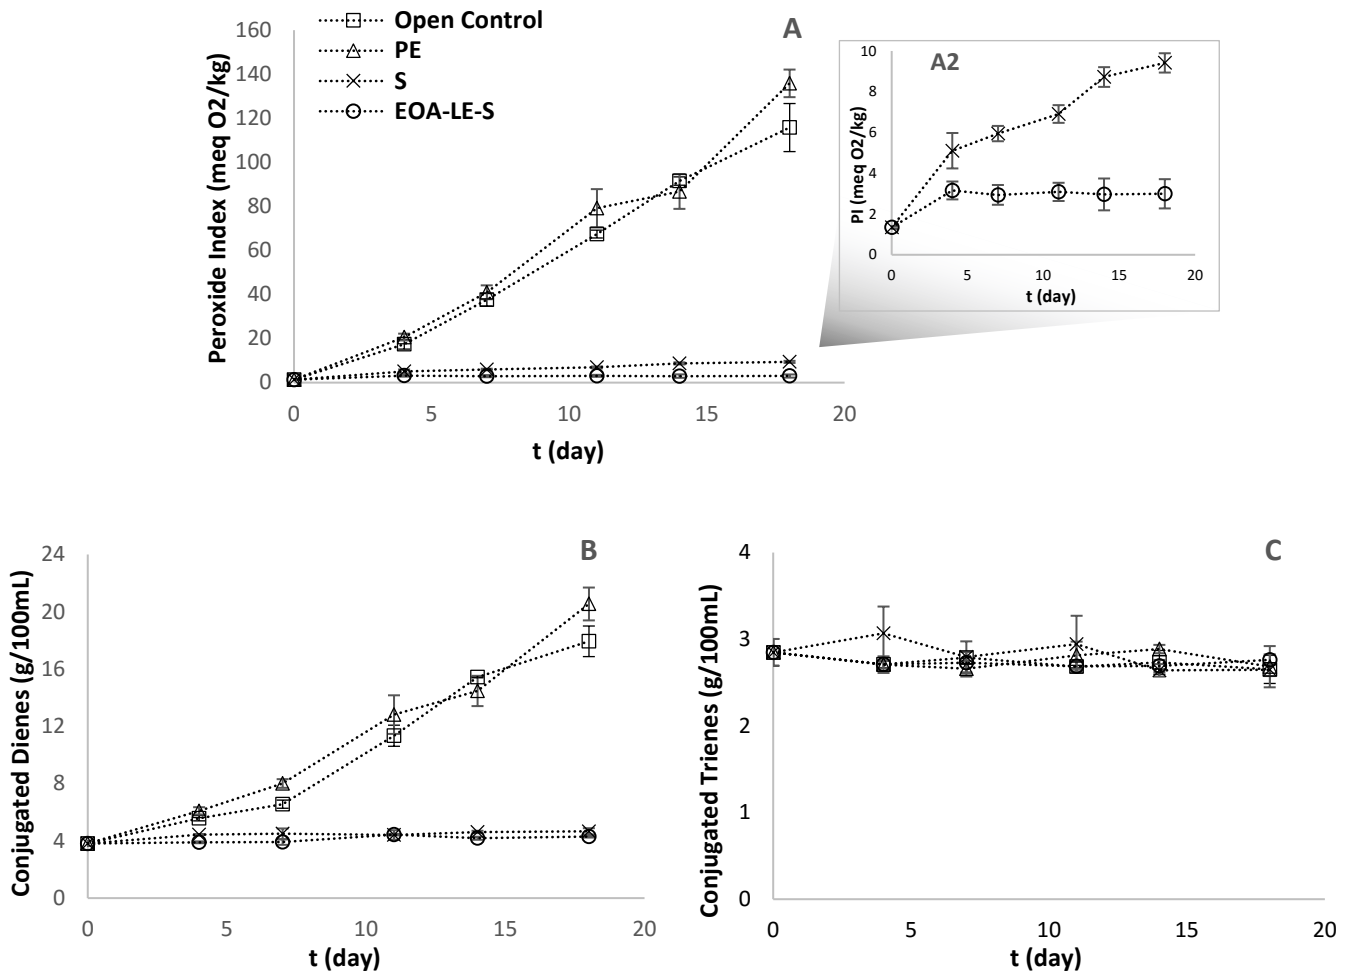 Open Control
PE
S
EOA-LE-S
A
160
140
120
100
80
60
40
20
0
Peroxide Index (meq O2/kg)
0 5 10 15 20
t (day)
A2
10
8
6
4
2
0
PI (meq O2/kg)
0 5 10 15 20
t (day)
B
24
20
16
12
8
4
0
Conjugated Dienes (g/100mL)
0 5 10 15 20
t (day)
C
4
3
2
1
0
Conjugated Trienes (g/100mL)
0 5 10 15 20
t (day)